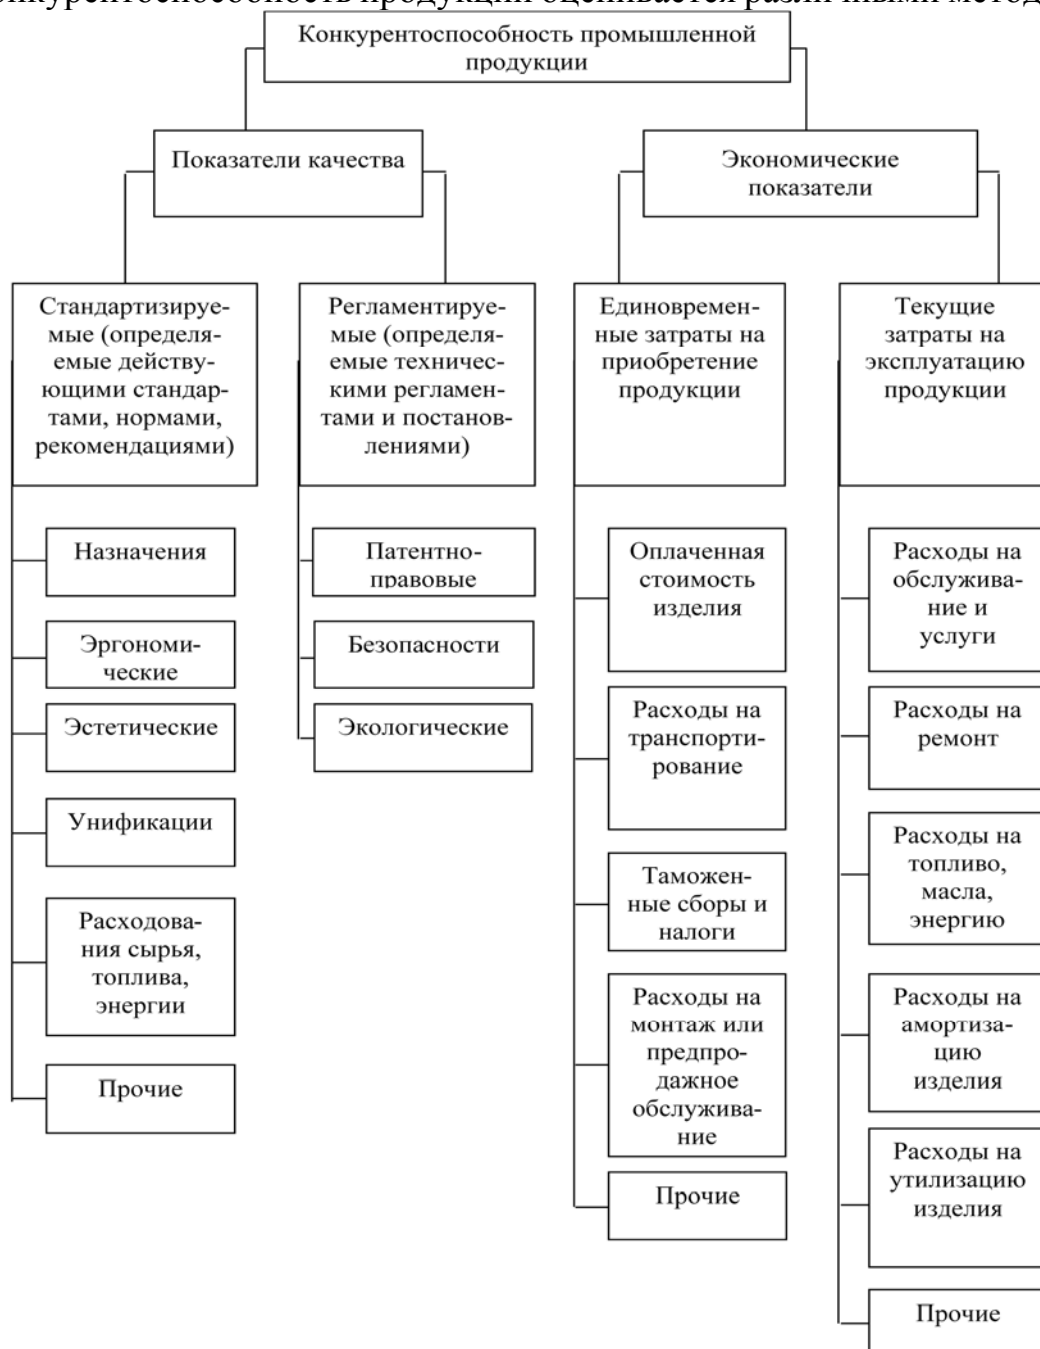 онкурентоспособность продукции оценивается различными метод
Конкурентоспособность промышленной
продукции
Показатели качества
Экономические
показатели
Стандартизируе-
мые (определя-
емые действу-
ющими стандар-
тами, нормами,
рекомендациями)
Регламентируе-
мые (определя-
емые техничес-
кими регламен-
тами и постанов-
лениями)
Единовремен-
ные затраты на
приобретение
продукции
Текущие
затраты на
эксплуатацию
продукции
Назначения
Эргономи-
ческие
Эстетические
Унификации
Расходова-
ния сырья,
топлива,
энергии
Прочие
Патентно-
правовые
Безопасности
Экологические
Оплаченная
стоимость
изделия
Расходы на
транспорти-
рование
Таможен-
ные сборы и
налоги
Расходы на
монтаж или
предпро-
дажное
обслужива-
ние
Прочие
Расходы на
обслужива-
ние и
услуги
Расходы на
ремонт
Расходы на
топливо,
масла,
энергию
Расходы на
амортиза-
цию
изделия
Расходы на
утилизацию
изделия
Прочие